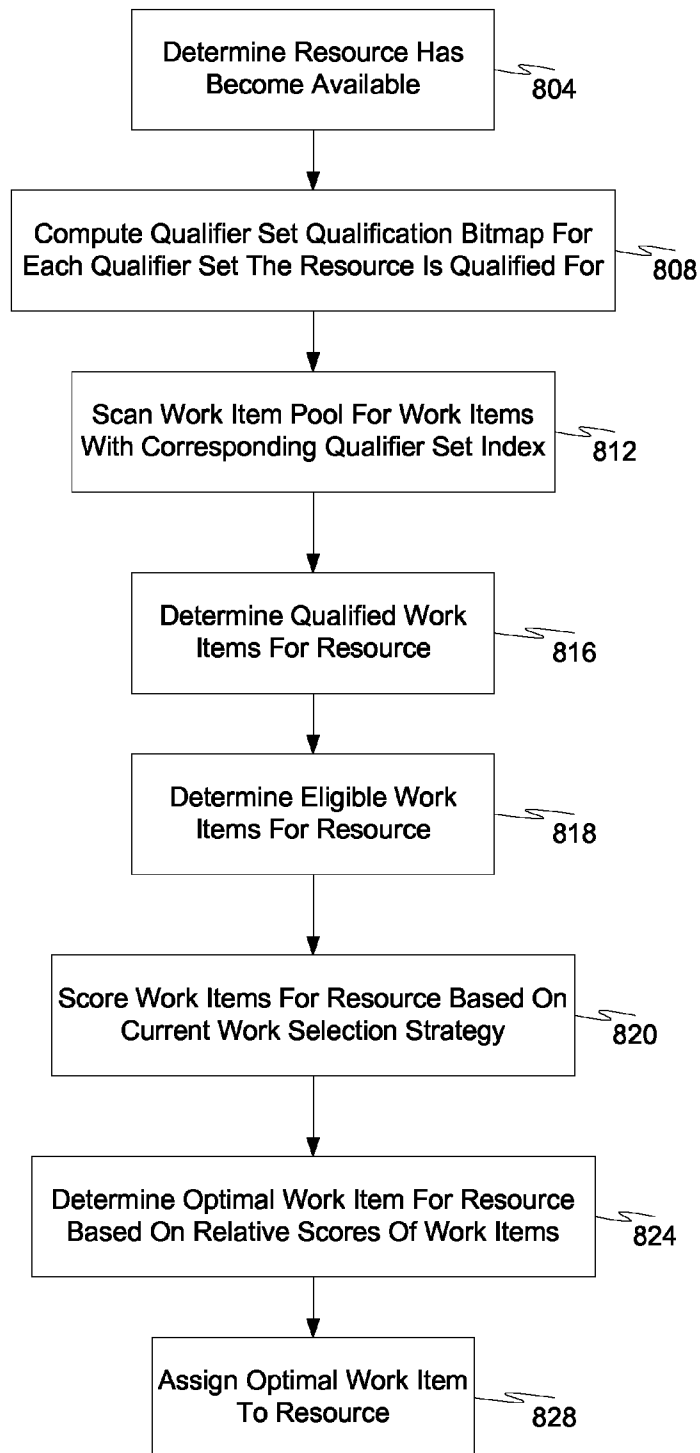 Determine Resource Has
Become Available
804
Compute Qualifier Set Qualification Bitmap For
Each Qualifier Set The Resource Is Qualified For
808
Scan Work Item Pool For Work Items
With Corresponding Qualifier Set Index
812
Determine Qualified Work
Items For Resource
816
Determine Eligible Work
Items For Resource
818
Score Work Items For Resource Based On
Current Work Selection Strategy
820
Determine Optimal Work Item For Resource
Based On Relative Scores Of Work Items
824
Assign Optimal Work Item
To Resource
828